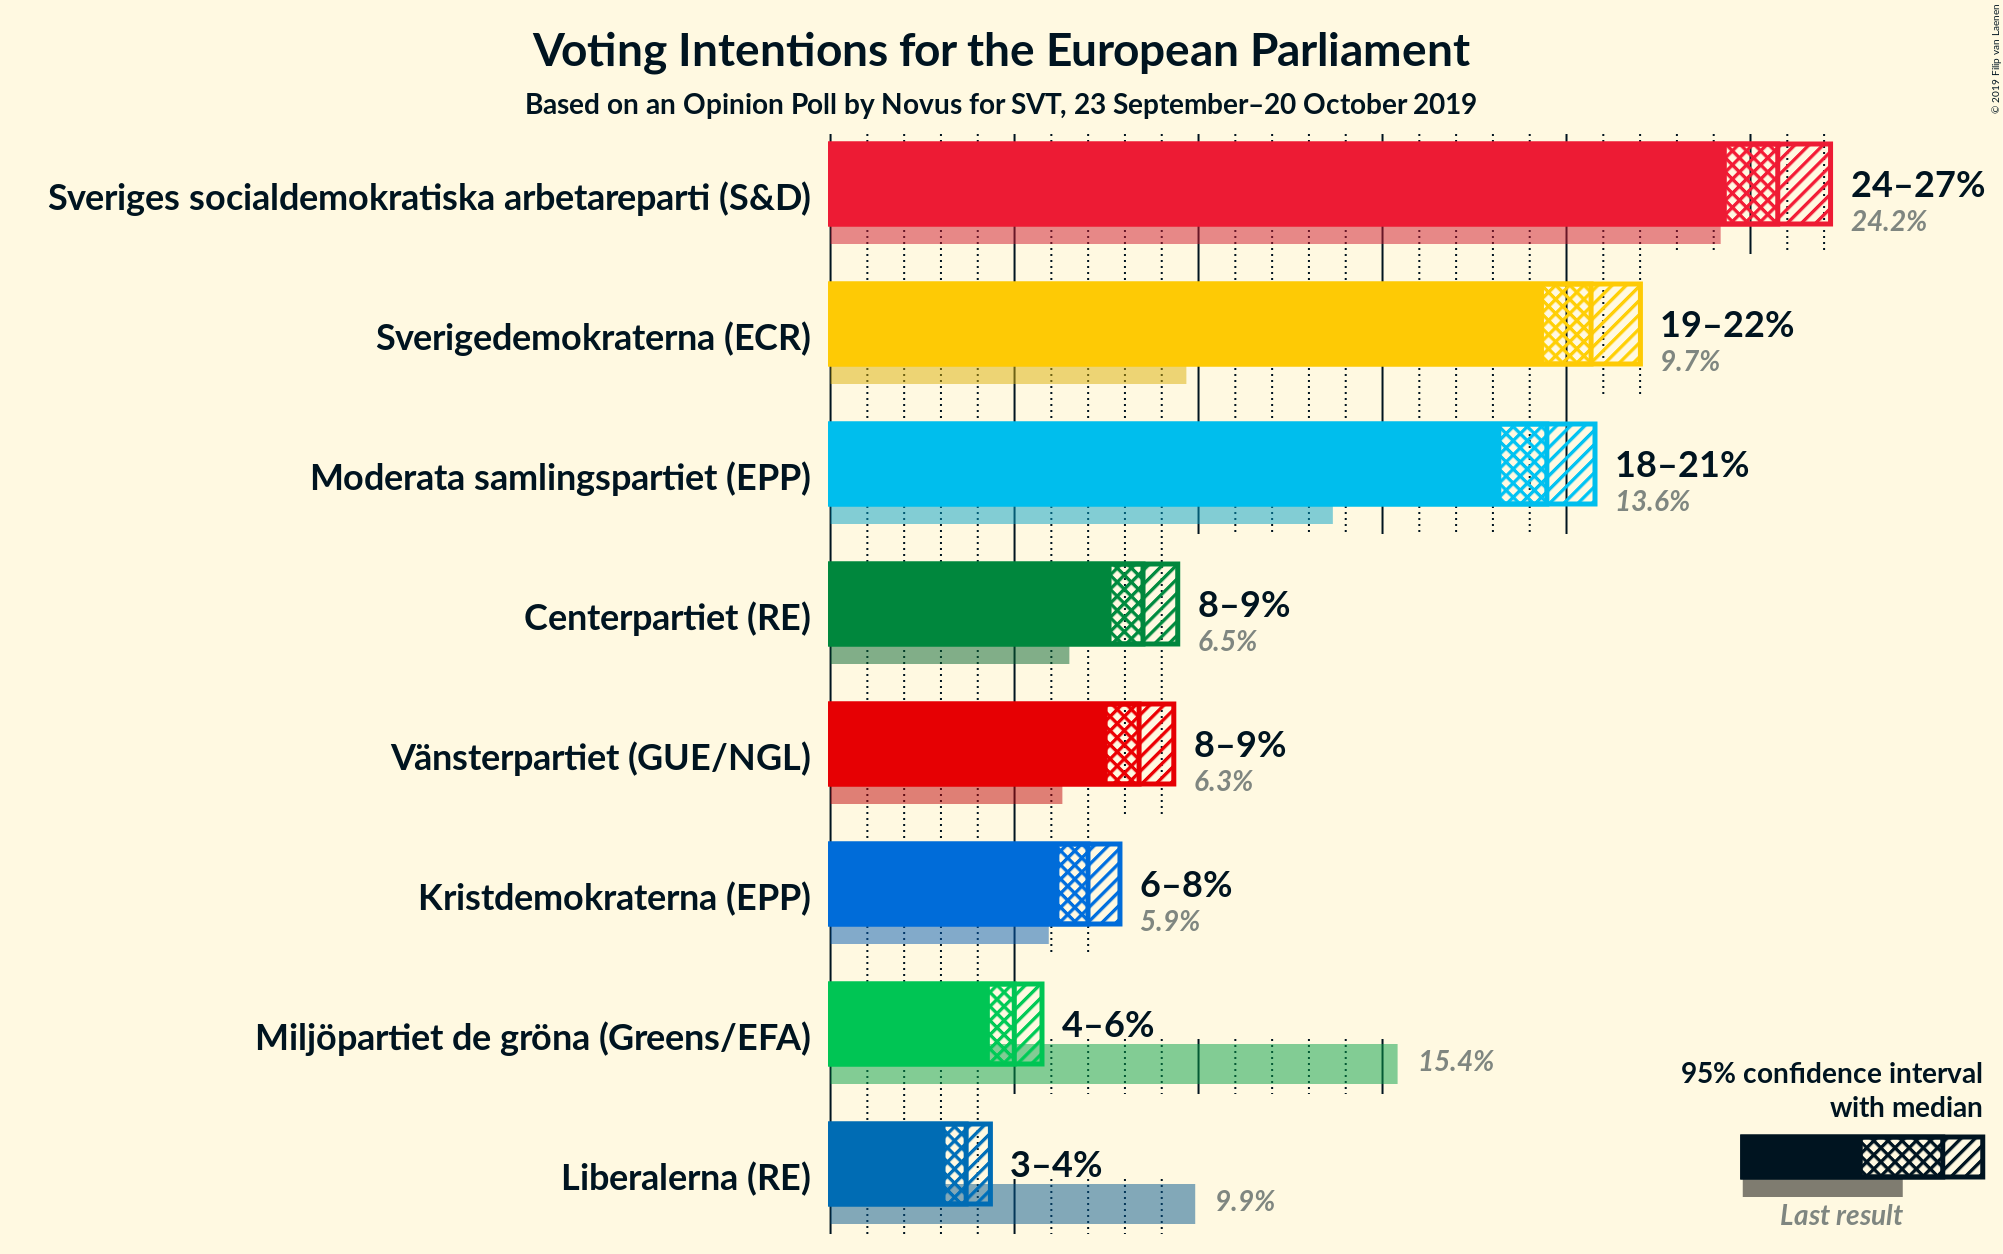 Voting Intentions for the European Parliament
Based on an Opinion Poll by Novus for SVT, 23 September–20 October 2019
© 2019 Filip van Laenen
Sveriges socialdemokratiska arbetareparti (S&D)
24–27%
24.2%
Sverigedemokraterna (ECR)
19–22%
9.7%
Moderata samlingspartiet (EPP)
18–21%
13.6%
Centerpartiet (RE)
8–9%
6.5%
Vänsterpartiet (GUE/NGL)
8–9%
6.3%
Kristdemokraterna (EPP)
6–8%
5.9%
Miljöpartiet de gröna (Greens/EFA)
4–6%
15.4%
Liberalerna (RE)
3–4%
9.9%
95% confidence interval
with median
Last result